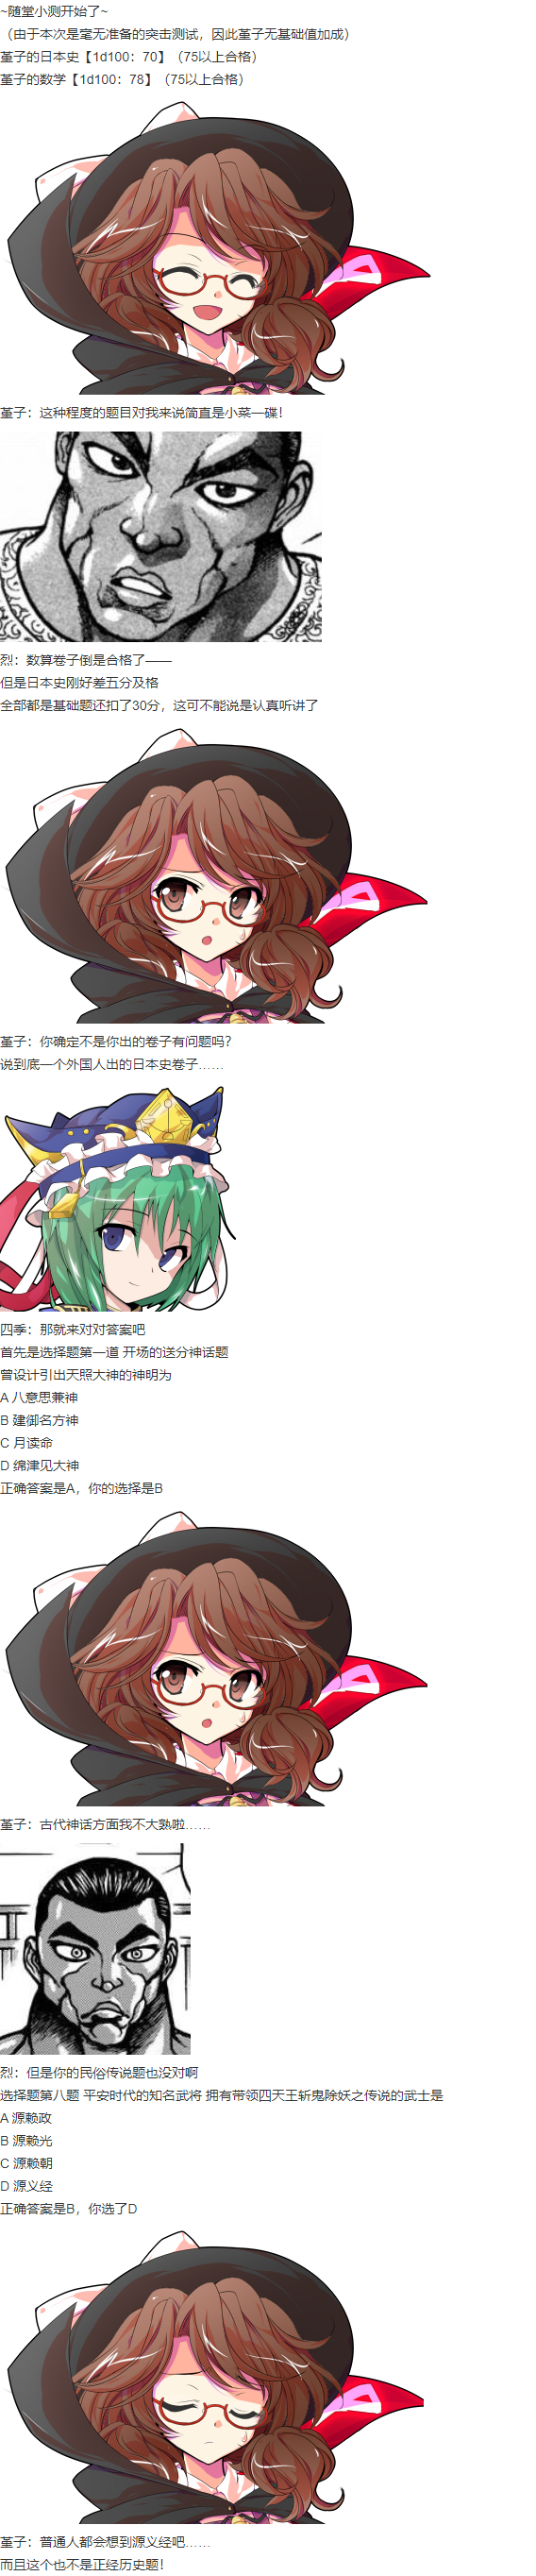 ~随堂小测开始了~
（由于本次是毫无准备的突击测试，因此堇子无基础值加成）
堇子的日本史【1d100：70】（75以上合格）
堇子的数学【1d100：78】（75以上合格）
堇子：这种程度的题目对我来说简直是小菜一碟！
烈：数算卷子倒是合格了——
但是日本史刚好差五分及格
全部都是基础题还扣了30分，这可不能说是认真听讲了
堇子：你确定不是你出的卷子有问题吗？
说到底一个外国人出的日本史卷子……
四季：那就来对对答案吧
首先是选择题第一道 开场的送分神话题
曾设计引出天照大神的神明为
A 八意思兼神
B 建御名方神
C 月读命
D 绵津见大神
正确答案是A，你的选择是B
堇子：古代神话方面我不大熟啦……
烈：但是你的民俗传说题也没对啊
选择题第八题 平安时代的知名武将 拥有带领四天王斩鬼除妖之传说的武士是
A 源赖政
B 源赖光
C 源赖朝
D 源义经
正确答案是B，你选了D
堇子：普通人都会想到源义经吧……
而且这个也不是正经历史题！